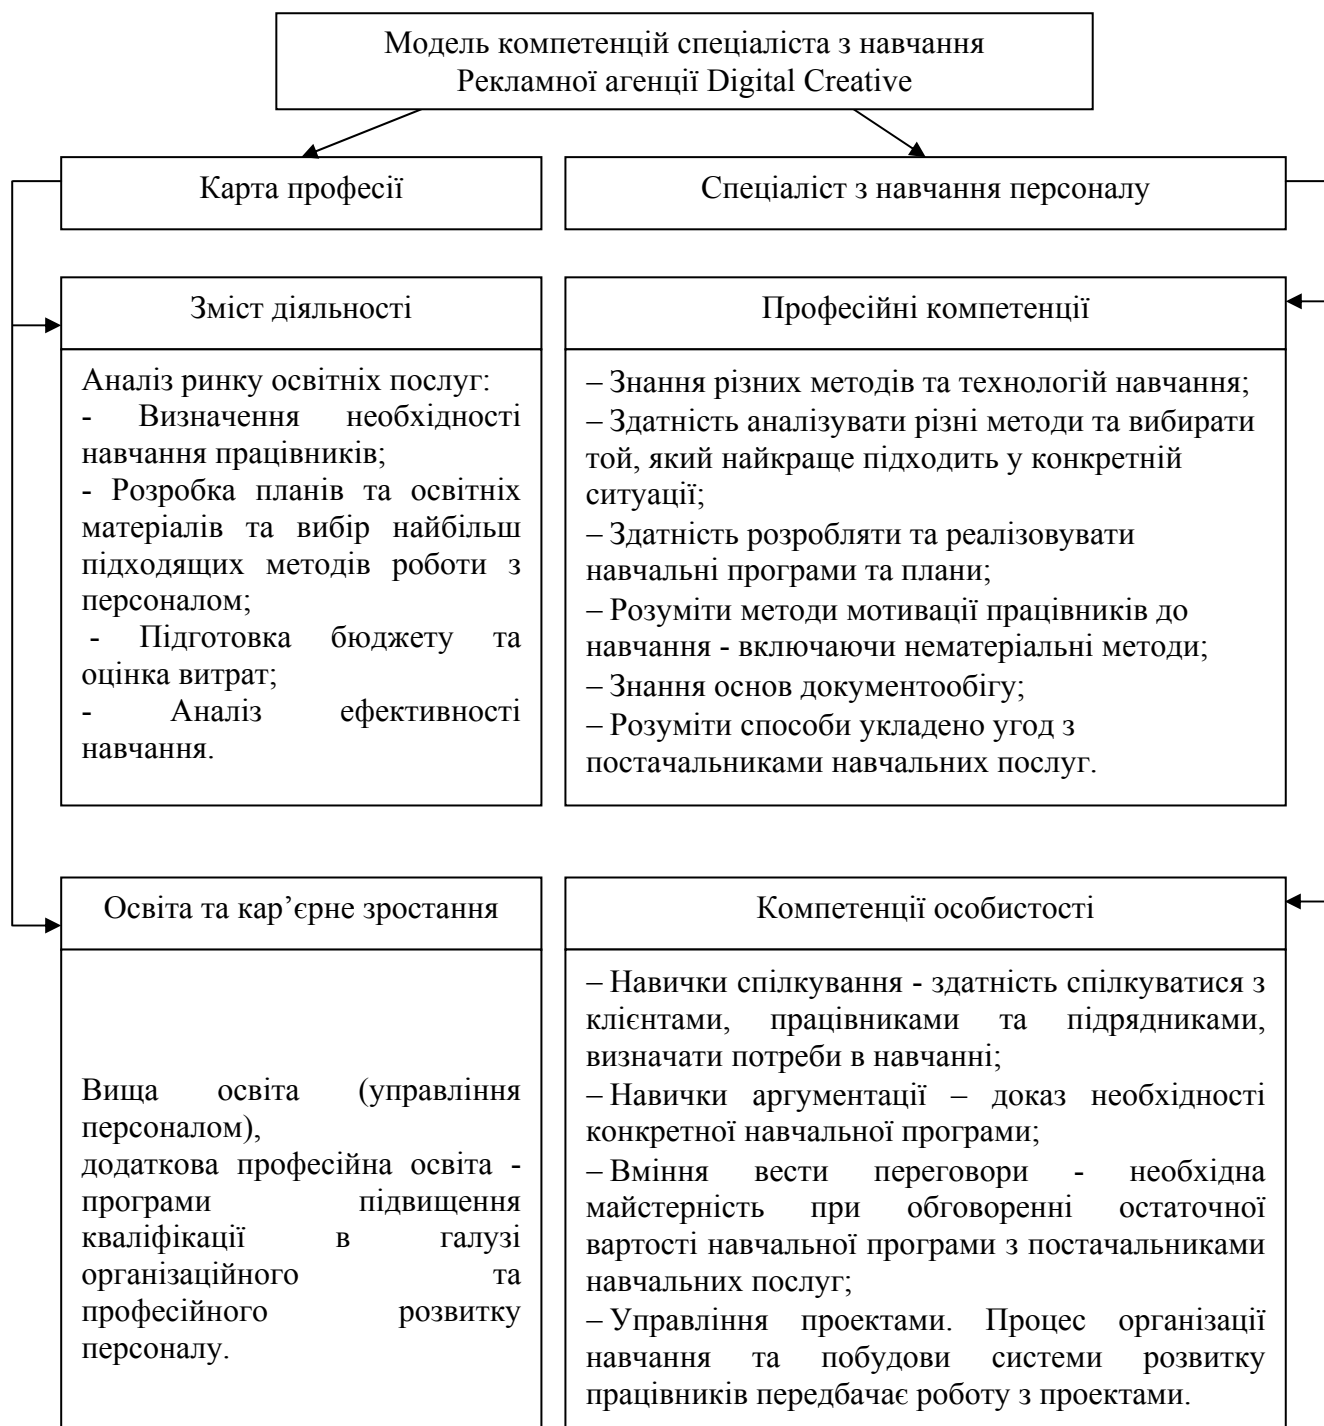 Модель компетенцій спеціаліста з навчання
Рекламної агенції Digital Creative
Карта професії
Спеціаліст з навчання персоналу
Зміст діяльності
Аналіз ринку освітніх послуг:
- Визначення необхідності
навчання працівників;
- Розробка планів та освітніх
матеріалів та вибір найбільш
підходящих методів роботи з
персоналом;
- Підготовка бюджету та
оцінка витрат;
- Аналіз ефективності
навчання.
Професійні компетенції
– Знання різних методів та технологій навчання;
– Здатність аналізувати різні методи та вибирати
той, який найкраще підходить у конкретній
ситуації;
– Здатність розробляти та реалізовувати
навчальні програми та плани;
– Розуміти методи мотивації працівників до
навчання - включаючи нематеріальні методи;
– Знання основ документообігу;
– Розуміти способи укладено угод з
постачальниками навчальних послуг.
Освіта та кар’єрне зростання
Вища освіта (управління
персоналом),
додаткова професійна освіта -
програми підвищення
кваліфікації в галузі
організаційного та
професійного розвитку
персоналу.
Компетенції особистості
– Навички спілкування - здатність спілкуватися з
клієнтами, працівниками та підрядниками,
визначати потреби в навчанні;
– Навички аргументації – доказ необхідності
конкретної навчальної програми;
– Вміння вести переговори - необхідна
майстерність при обговоренні остаточної
вартості навчальної програми з постачальниками
навчальних послуг;
– Управління проектами. Процес організації
навчання та побудови системи розвитку
працівників передбачає роботу з проектами.